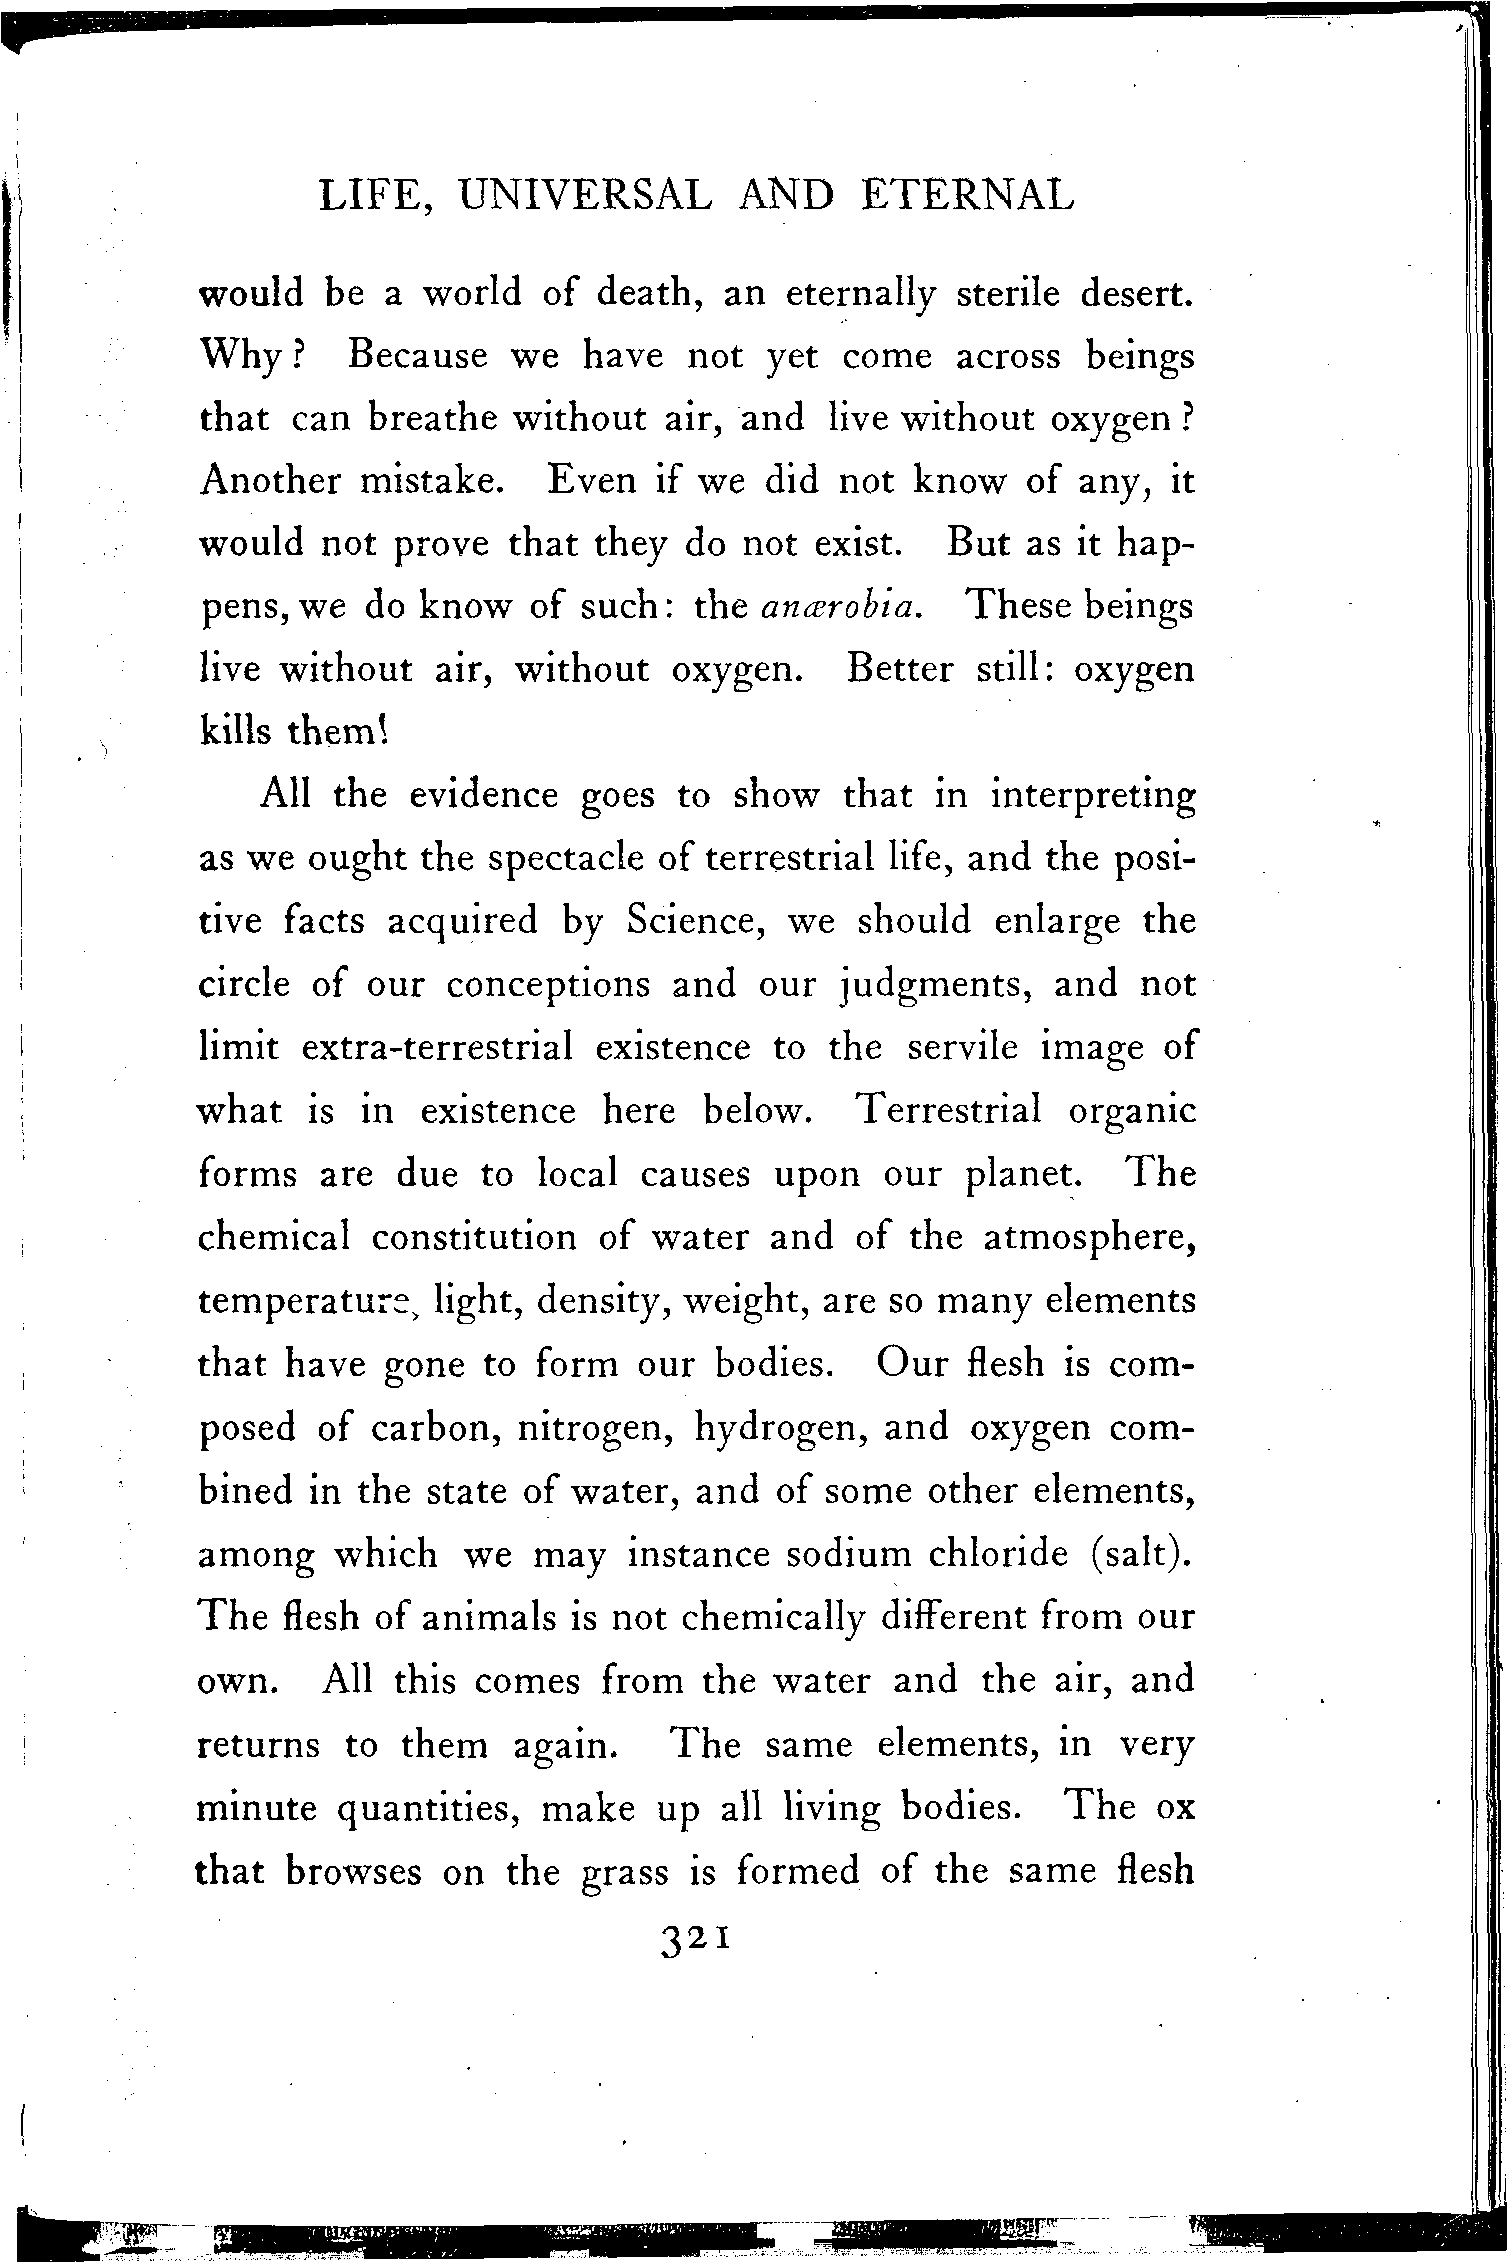 LIFE, UNIVERSAL AND ETERNAL
would be a world of death, an eternally sterile desert.
Why? Because we have not yet come across beings
that can breathe without air, and live without oxygen?
Another mistake. Even if we did not know of any, it
would not prove that they do not exist. But as it hap-
pens, we do know of such: the anærobia. These beings
live without air, without oxygen. Better still: oxygen
kills them!
All the evidence goes to show that in interpreting
as we ought the spectacle of terrestrial life, and the posi-
tive facts acquired by Science, we should enlarge the
circle of our conceptions and our judgments, and not
limit extra-terrestrial existence to the servile image of
what is in existence here below. Terrestrial organic
forms are due to local causes upon our planet. The
chemical constitution of water and of the atmosphere,
temperature, light, density, weight, are so many elements
that have gone to form our bodies. Our flesh is com-
posed of carbon, nitrogen, hydrogen, and oxygen com-
bined in the state of water, and of some other elements,
among which we may instance sodium chloride (salt).
The flesh of animals is not chemically different from our
own. All this comes from the water and the air, and
returns to them again. The same elements, in very
minute quantities, make up all living bodies. The ox
that browses on the grass is formed of the same flesh
321